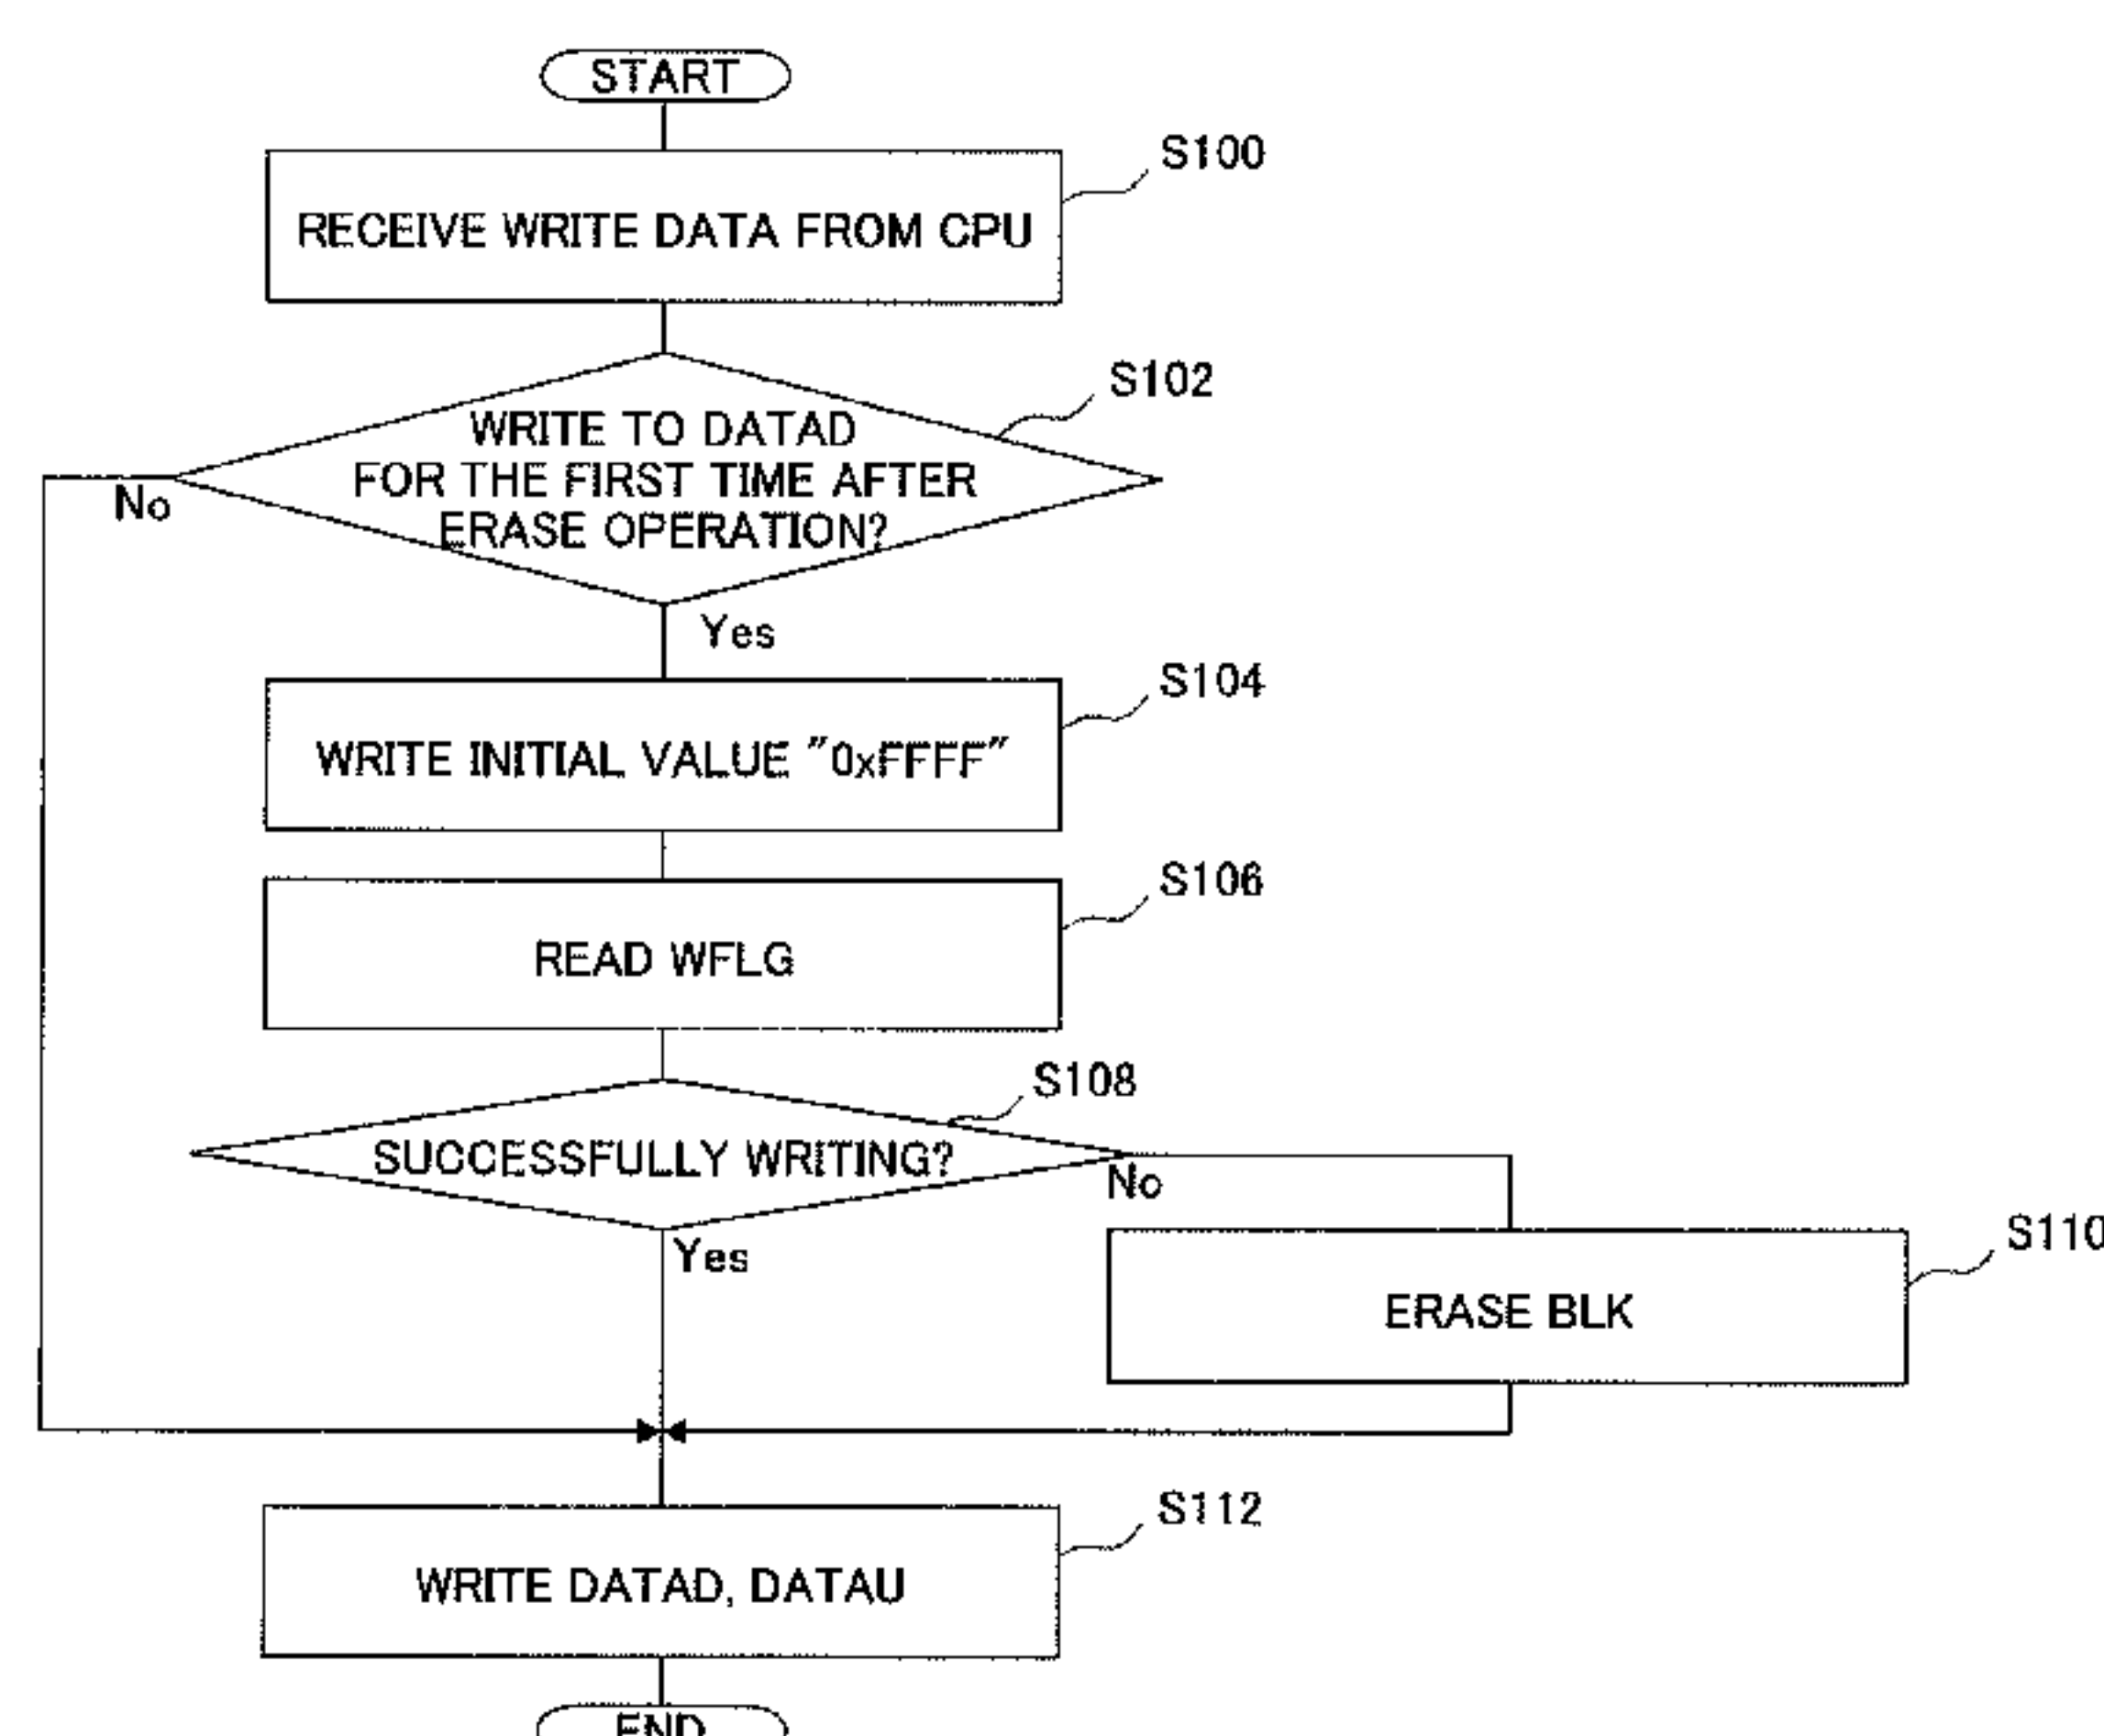 START
S100
RECEIVE WRITE DATA FROM CPU
S102
WRITE TO DATAD
FOR THE FIRST TIME AFTER
ERASE OPERATION?
No
Yes
S104
WRITE INITIAL VALUE "0xFFFF"
S106
READ WFLG
S108
SUCCESSFULLY WRITING?
No
Yes
S110
ERASE BLK
S112
WRITE DATAD, DATAU
END